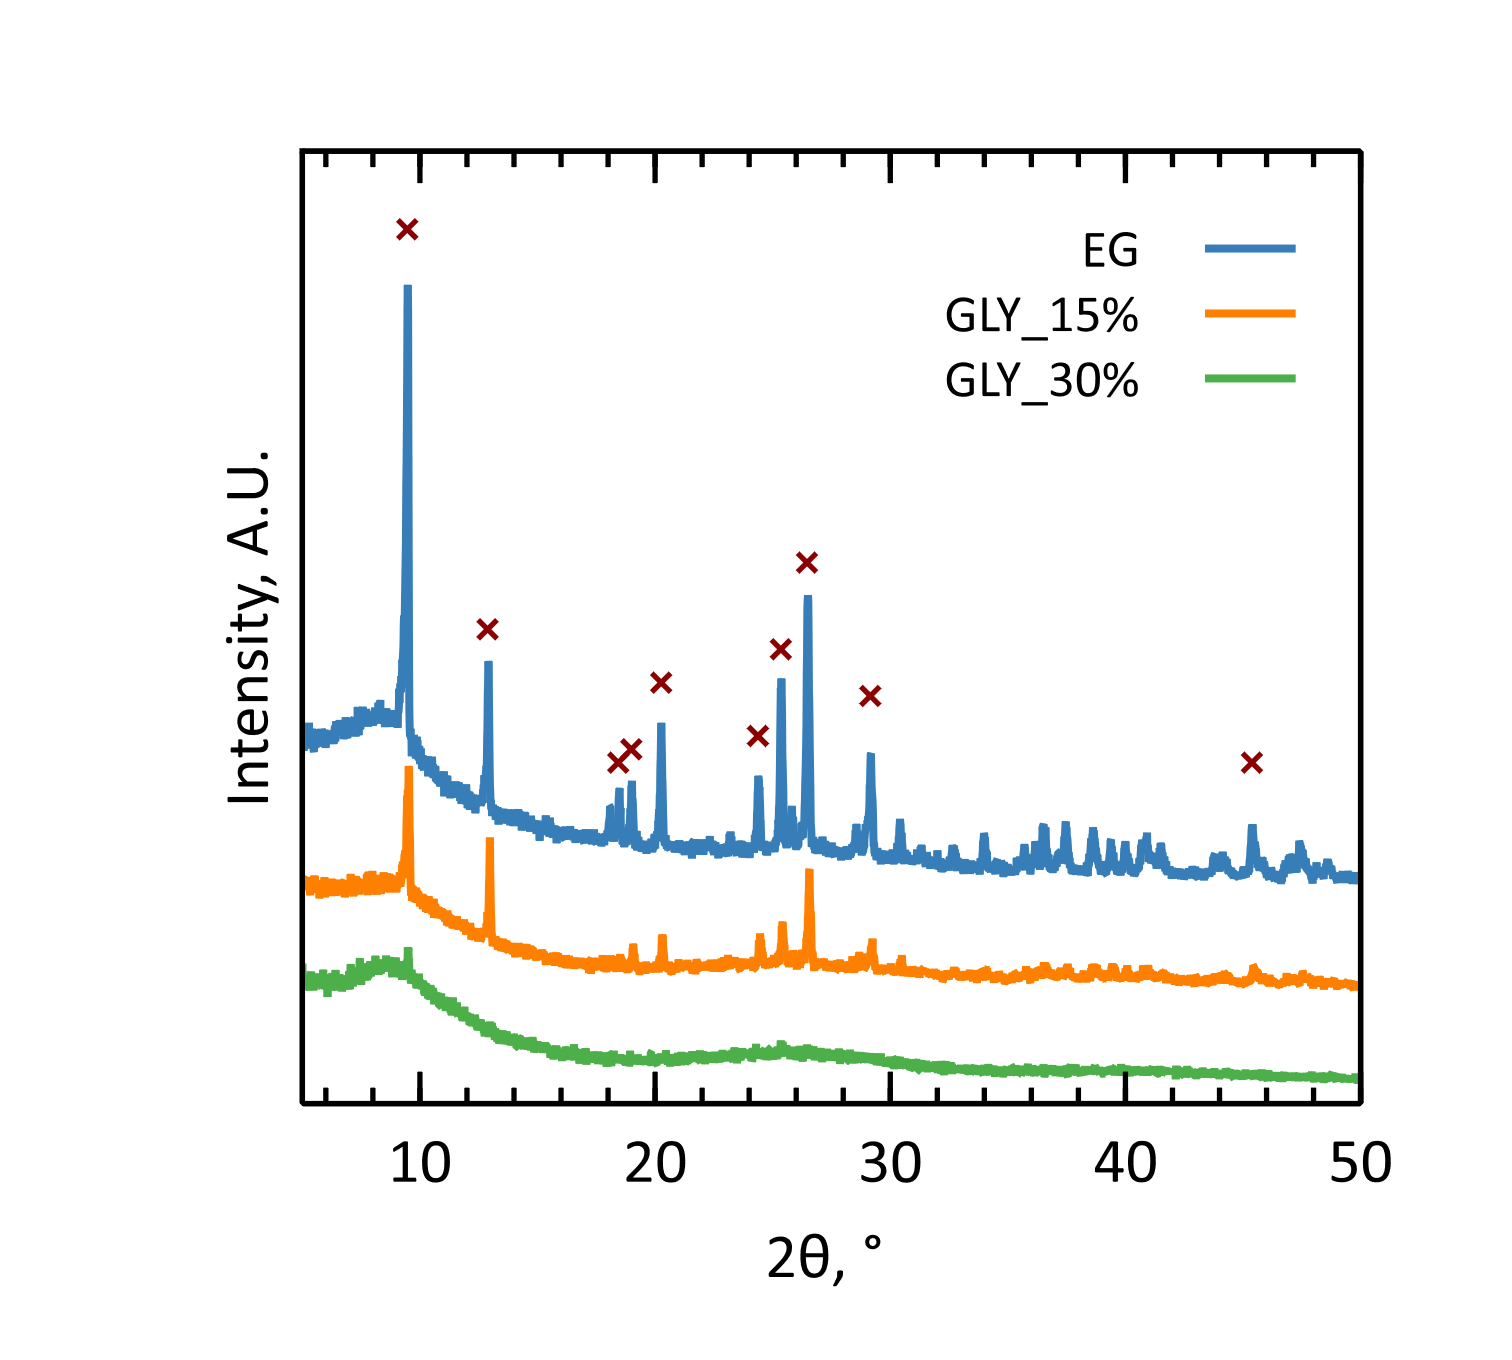 EG
GLY_15%
GLY_30%
Intensity, A.U.
10 20 30 40 50
2θ, °